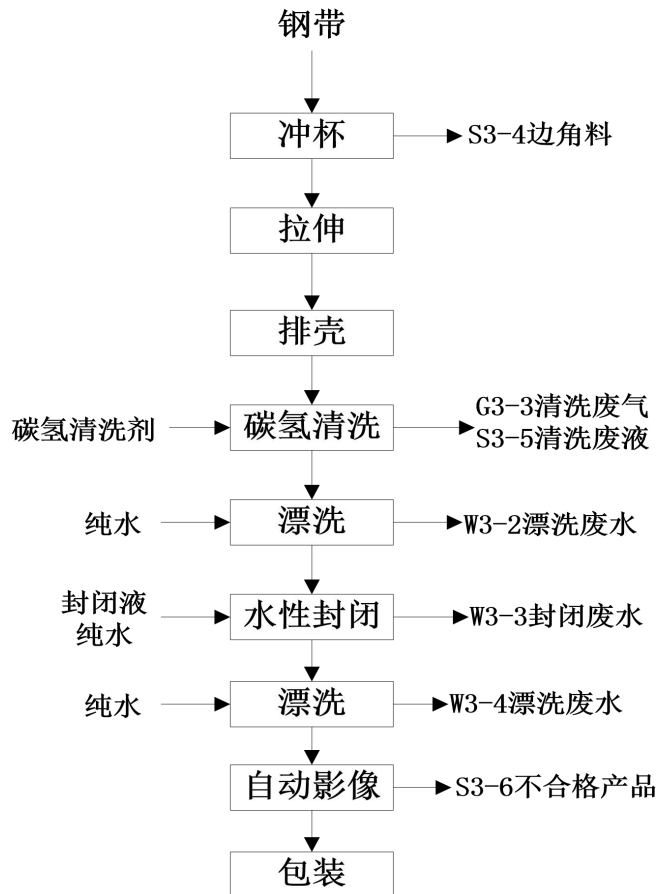 钢带
冲杯
S3-4边角料
拉伸
排壳
碳氢清洗剂
碳氢清洗
G3-3清洗废气
S3-5清洗废液
纯水
漂洗
W3-2漂洗废水
封闭液
纯水
水性封闭
W3-3封闭废水
纯水
漂洗
W3-4漂洗废水
自动影像
S3-6不合格产品
包装